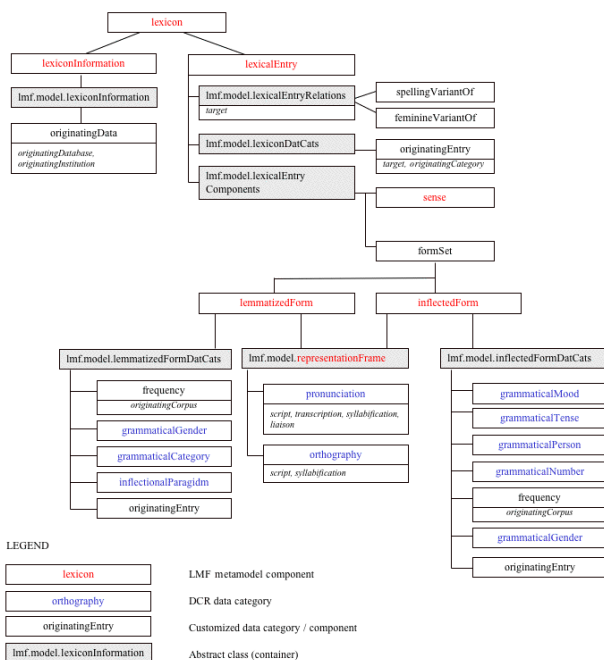 lexicon
lexiconInformation
lexicalEntry
lmf.model.lexiconInformation
originatingData
originatingDatabase,
originatingInstitution
lmf.model.lexicalEntryRelations
target
spellingVariantOf
feminineVariantOf
lmf.model.lexiconDatCats
originatingEntry
target, originatingCategory
lmf.model.lexicalEntry
Components
sense
formSet
lemmatizedForm
inflectedForm
lmf.model.lemmatizedFormDatCats
frequency
originatingCorpus
grammaticalGender
grammaticalCategory
inflectionalParagidm
originatingEntry
lmf.model.representationFrame
pronunciation
script, transcription, syllabification,
liaison
orthography
script, syllabification
lmf.model.inflectedFormDatCats
grammaticalMood
grammaticalTense
grammaticalPerson
grammaticalNumber
frequency
originatingCorpus
grammaticalGender
originatingEntry
LEGEND
lexicon LMF metamodel component
orthography DCR data category
originatingEntry Customized data category / component
lmf.model.lexiconInformation Abstract class (container)